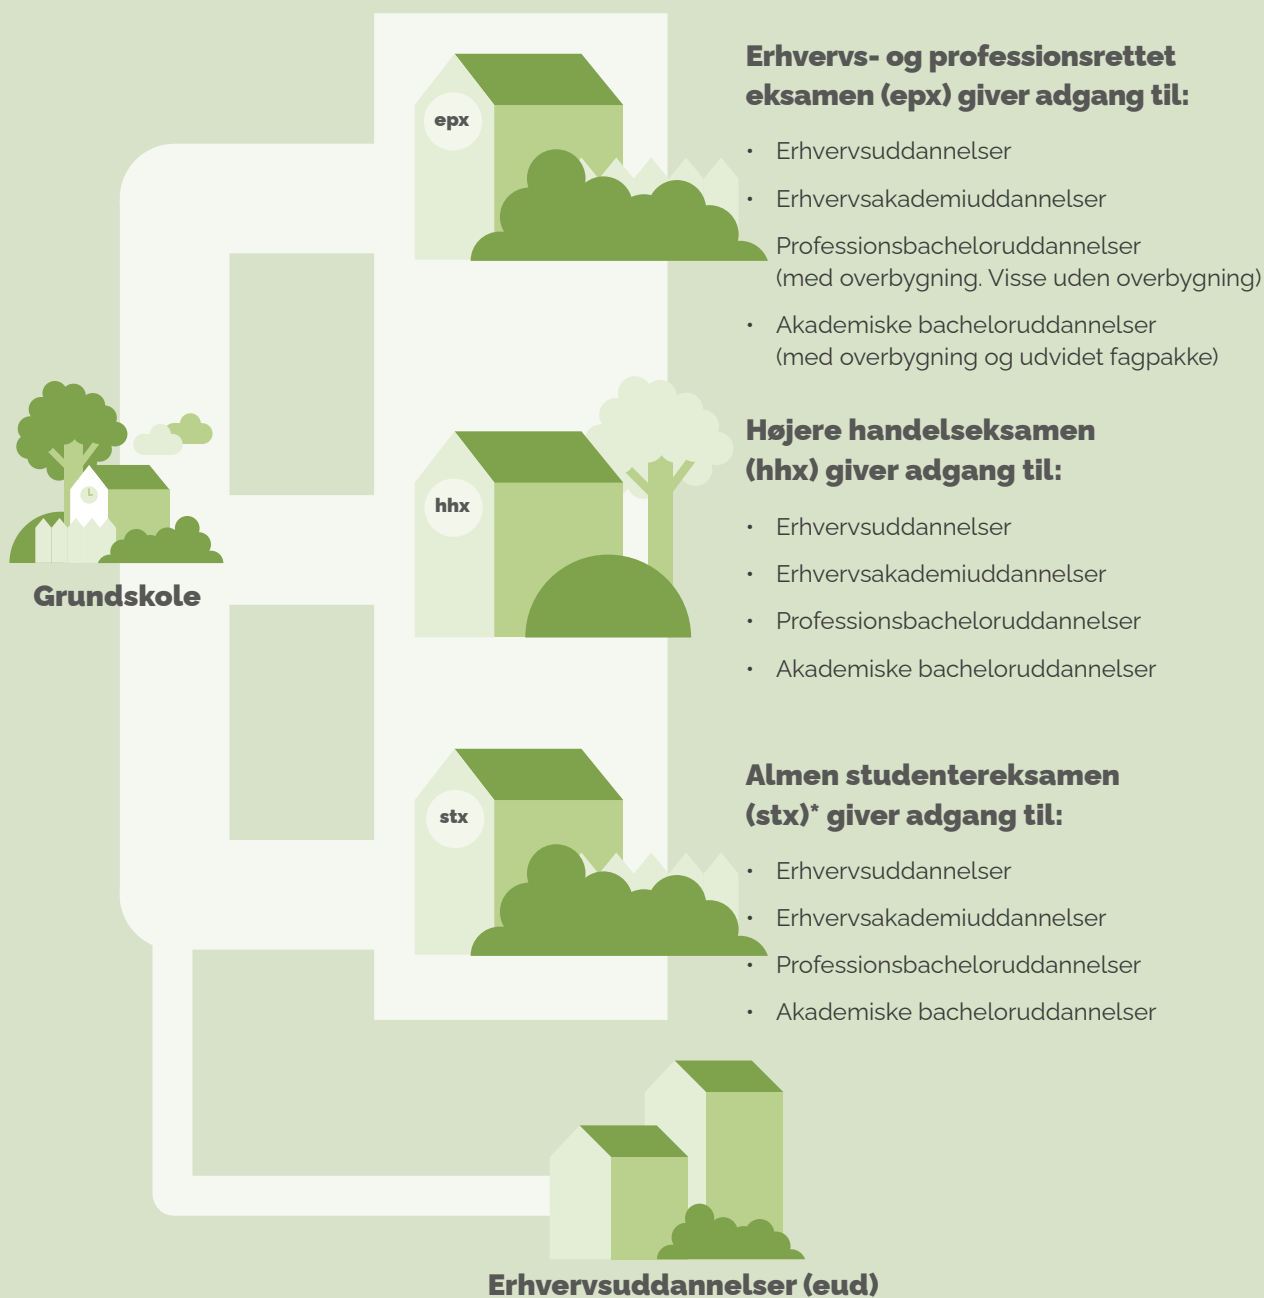 Erhvervs- og professionsrettet
eksamen (epx) giver adgang til:
epx
• Erhvervsuddannelser
• Erhvervsakademiuddannelser
Professionsbacheloruddannelser
(med overbygning. Visse uden overbygning)
• Akademiske bacheloruddannelser
(med overbygning og udvidet fagpakke)
Grundskole
Højere handelseksamen
(hhx) giver adgang til:
hhx
• Erhvervsuddannelser
• Erhvervsakademiuddannelser
• Professionsbacheloruddannelser
• Akademiske bacheloruddannelser
Almen studentereksamen
(stx)* giver adgang til:
stx
• Erhvervsuddannelser
• Erhvervsakademiuddannelser
• Professionsbacheloruddannelser
• Akademiske bacheloruddannelser
Erhvervsuddannelser (eud)